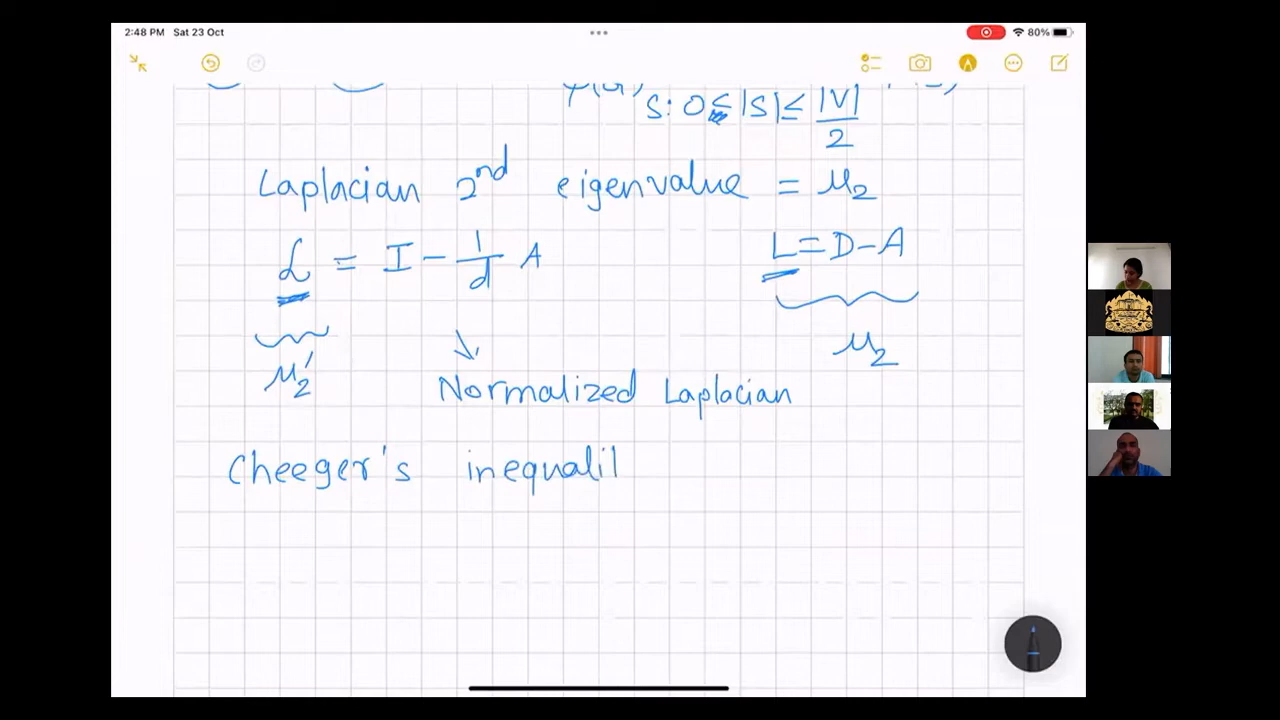 2:48 PM Sat 23 Oct
80%
S: 0 ≤ |S| ≤ |V|/2
Laplacian 2nd eigenvalue = μ₂
ℒ = I − 1/d A
L = D − A
μ₂′
μ₂
Normalized Laplacian
Cheeger's inequalit